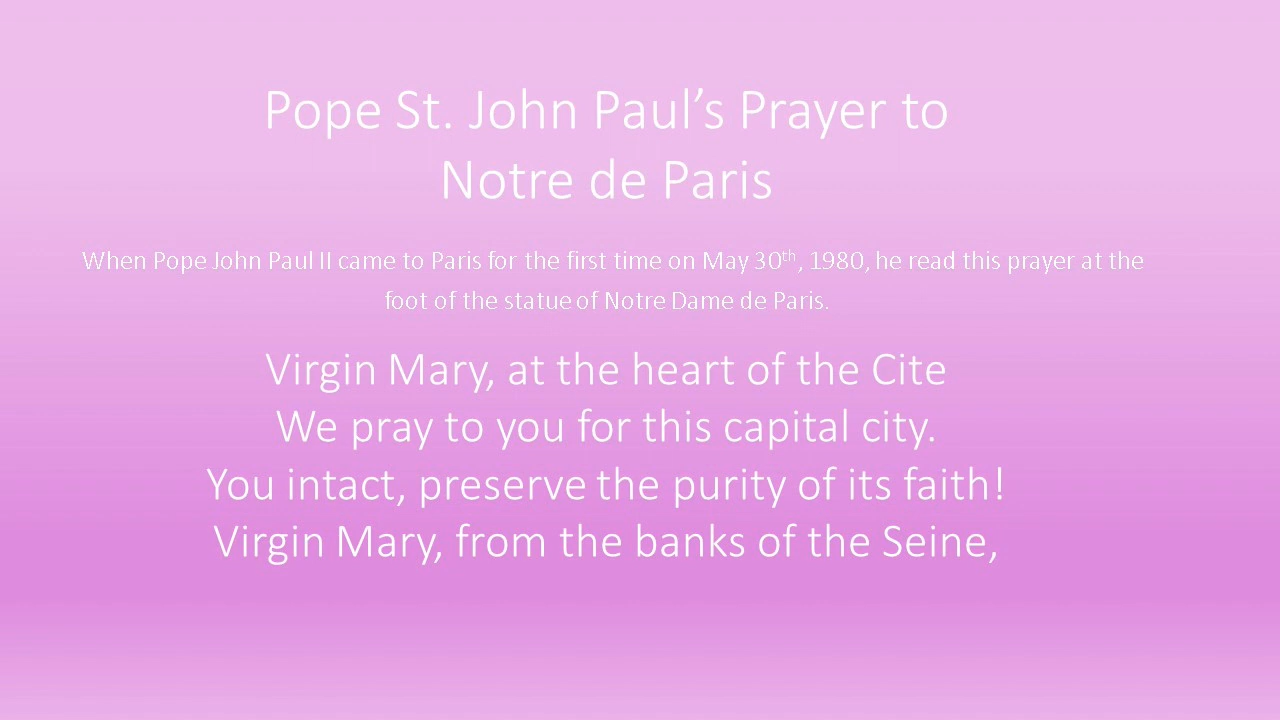 Pope St. John Paul’s Prayer to
Notre de Paris
When Pope John Paul II came to Paris for the first time on May 30th, 1980, he read this prayer at the
foot of the statue of Notre Dame de Paris.
Virgin Mary, at the heart of the Cite
We pray to you for this capital city.
You intact, preserve the purity of its faith!
Virgin Mary, from the banks of the Seine,